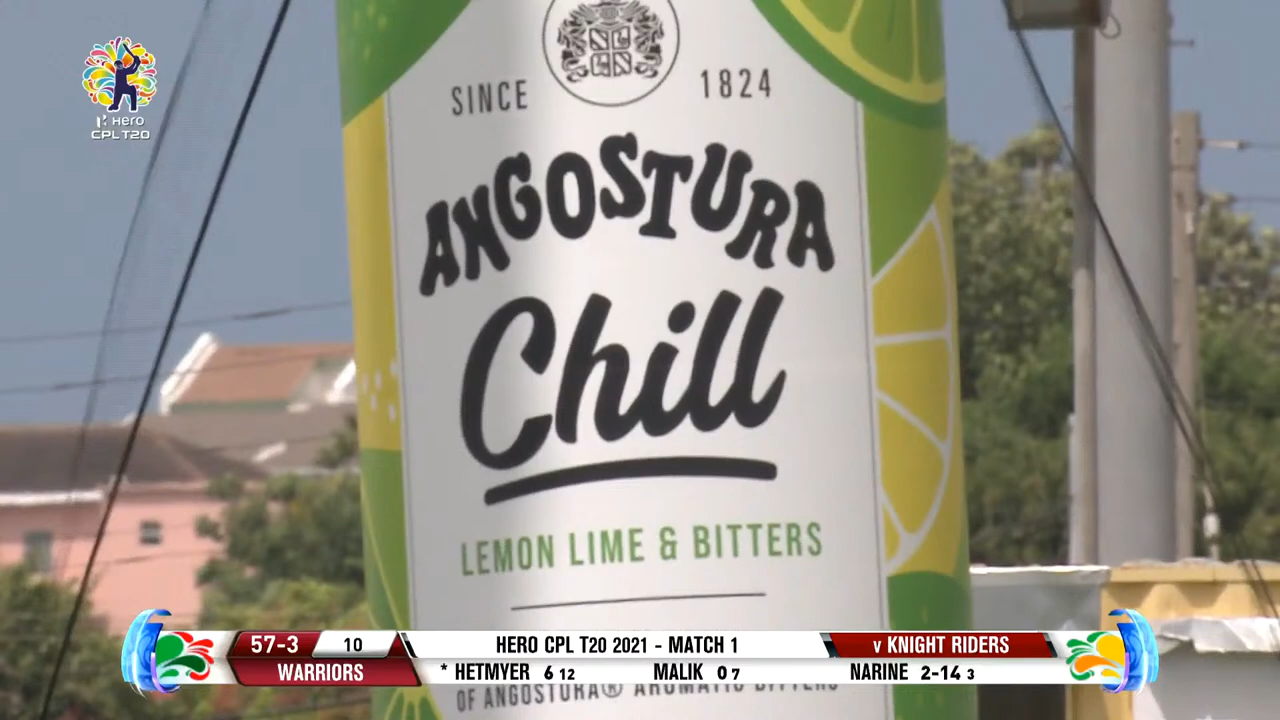 Hero
CPL T20
SINCE 1824
ANGOSTURA
Chill
LEMON LIME & BITTERS
57-3 10 HERO CPL T20 2021 - MATCH 1 v KNIGHT RIDERS
WARRIORS * HETMYER 6 12 MALIK 0 7 NARINE 2-14 3
OF ANGOSTURA® AROMATIC BITTERS